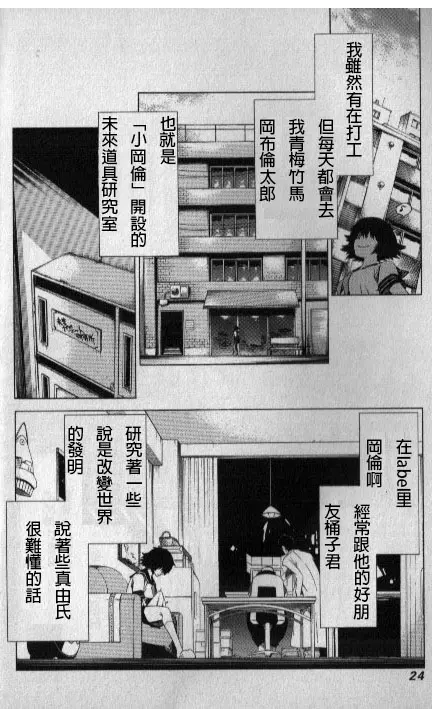 我雖然有在打工
但每天都會去
我青梅竹馬
岡布倫太郎
也就是
「小岡倫」開設的
未來道具研究室
在label里
岡倫啊
經常跟他的好朋
友桶子君
研究著一些
說是改變世界
的發明
說著些真由氏
很難懂的話
24